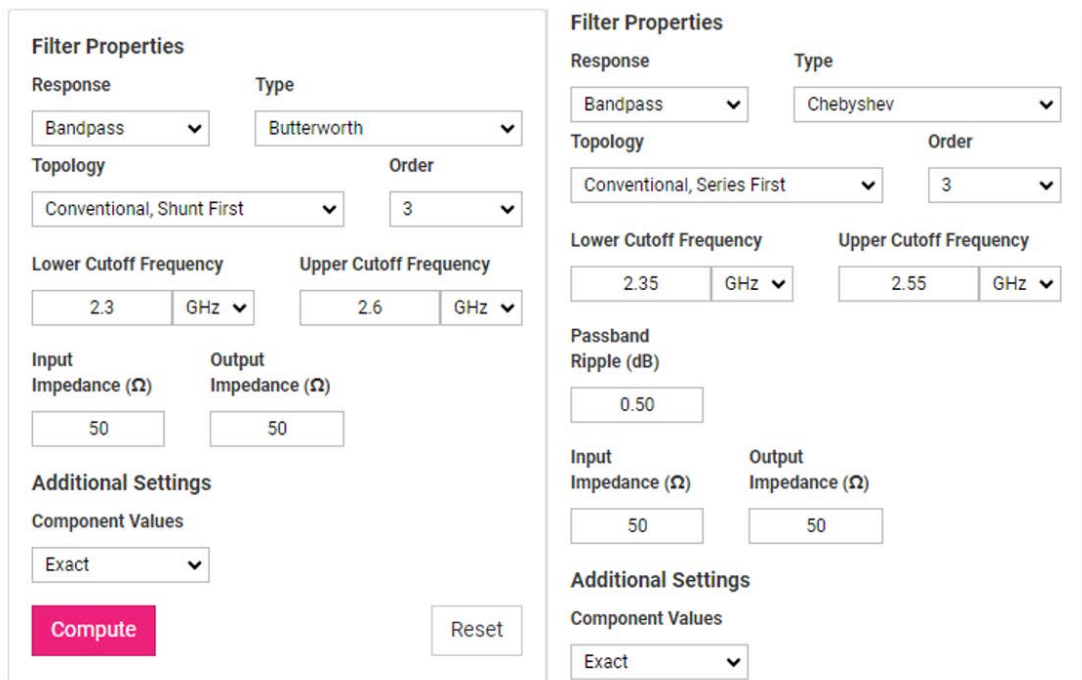 Filter Properties
Response Type
Bandpass Butterworth
Topology Order
Conventional, Shunt First 3
Lower Cutoff Frequency Upper Cutoff Frequency
2.3 GHz 2.6 GHz
Input Output
Impedance (Ω) Impedance (Ω)
50 50
Additional Settings
Component Values
Exact
Compute Reset
Filter Properties
Response Type
Bandpass Chebyshev
Topology Order
Conventional, Series First 3
Lower Cutoff Frequency Upper Cutoff Frequency
2.35 GHz 2.55 GHz
Passband
Ripple (dB)
0.50
Input Output
Impedance (Ω) Impedance (Ω)
50 50
Additional Settings
Component Values
Exact